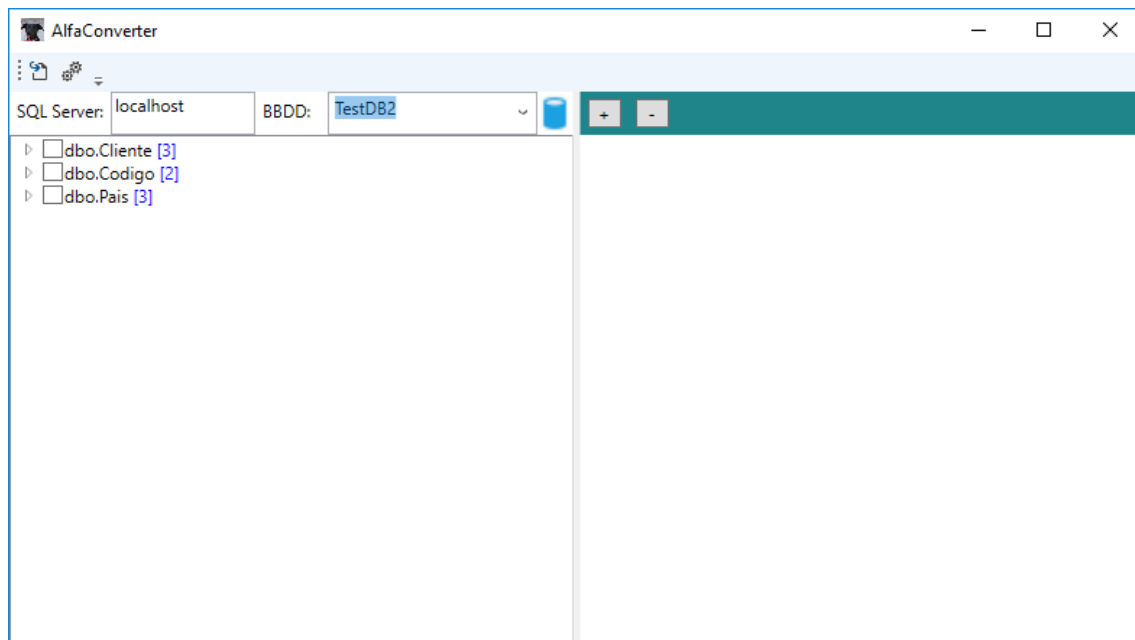 AlfaConverter
SQL Server: localhost BBDD: TestDB2
+ -
dbo.Cliente [3]
dbo.Codigo [2]
dbo.Pais [3]